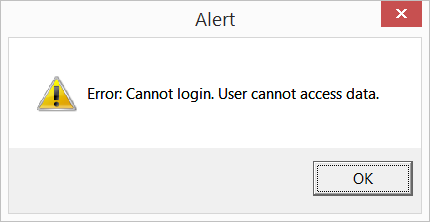 Alert
Error: Cannot login. User cannot access data.
OK